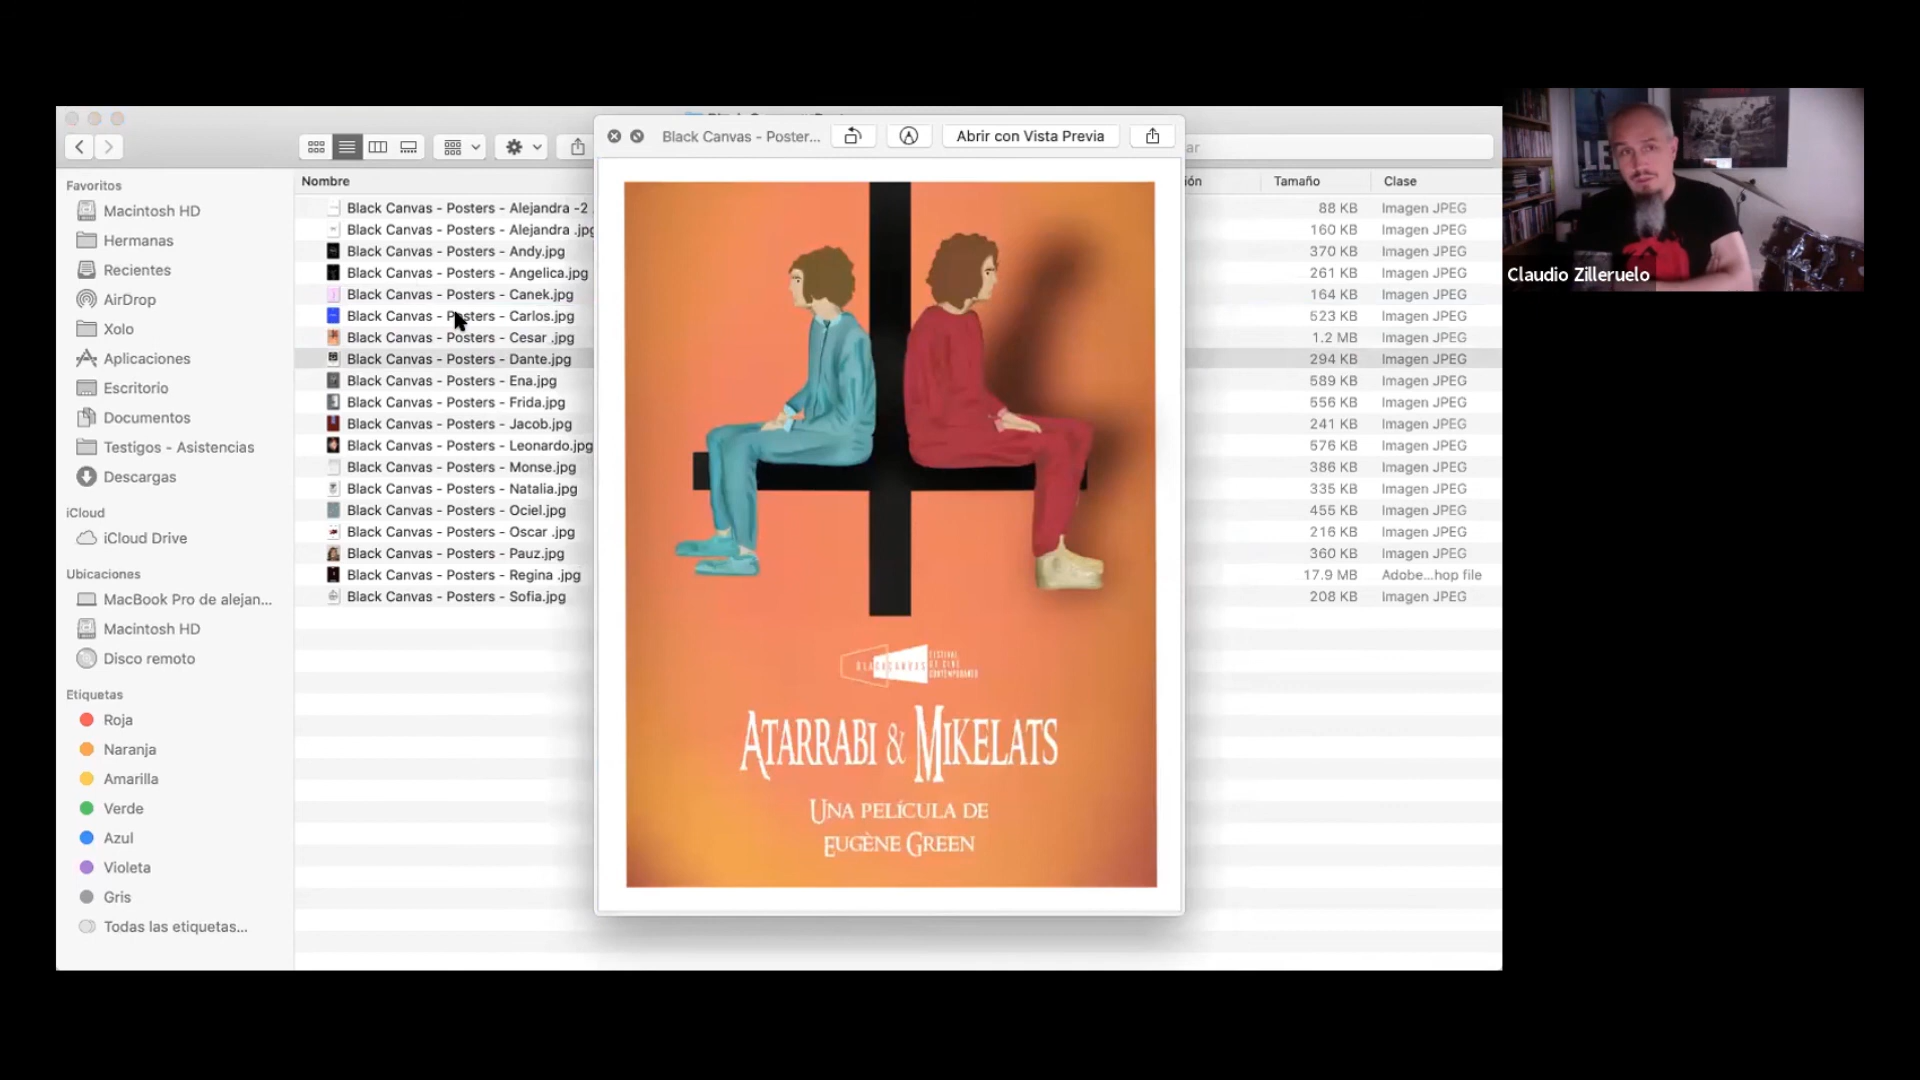 Black Canvas - Poster...
Abrir con Vista Previa
Favoritos
Macintosh HD
Hermanas
Recientes
AirDrop
Xolo
Aplicaciones
Escritorio
Documentos
Testigos - Asistencias
Descargas
iCloud
iCloud Drive
Ubicaciones
MacBook Pro de alejan...
Macintosh HD
Disco remoto
Etiquetas
Roja
Naranja
Amarilla
Verde
Azul
Violeta
Gris
Todas las etiquetas...
Nombre
Tamaño
Clase
Black Canvas - Posters - Alejandra -2
88 KB
Imagen JPEG
Black Canvas - Posters - Alejandra .jpg
160 KB
Imagen JPEG
Black Canvas - Posters - Andy.jpg
370 KB
Imagen JPEG
Black Canvas - Posters - Angelica.jpg
261 KB
Imagen JPEG
Black Canvas - Posters - Canek.jpg
164 KB
Imagen JPEG
Black Canvas - Posters - Carlos.jpg
523 KB
Imagen JPEG
Black Canvas - Posters - Cesar .jpg
1.2 MB
Imagen JPEG
Black Canvas - Posters - Dante.jpg
294 KB
Imagen JPEG
Black Canvas - Posters - Ena.jpg
589 KB
Imagen JPEG
Black Canvas - Posters - Frida.jpg
556 KB
Imagen JPEG
Black Canvas - Posters - Jacob.jpg
241 KB
Imagen JPEG
Black Canvas - Posters - Leonardo.jpg
576 KB
Imagen JPEG
Black Canvas - Posters - Monse.jpg
386 KB
Imagen JPEG
Black Canvas - Posters - Natalia.jpg
335 KB
Imagen JPEG
Black Canvas - Posters - Ociel.jpg
455 KB
Imagen JPEG
Black Canvas - Posters - Oscar .jpg
216 KB
Imagen JPEG
Black Canvas - Posters - Pauz.jpg
360 KB
Imagen JPEG
Black Canvas - Posters - Regina .jpg
17.9 MB
Adobe...hop file
Black Canvas - Posters - Sofia.jpg
208 KB
Imagen JPEG
BLACKCANVAS
FESTIVAL
DE CINE
CONTEMPORÁNEO
ATARRABI & MIKELATS
UNA PELÍCULA DE
EUGÈNE GREEN
Claudio Zilleruelo